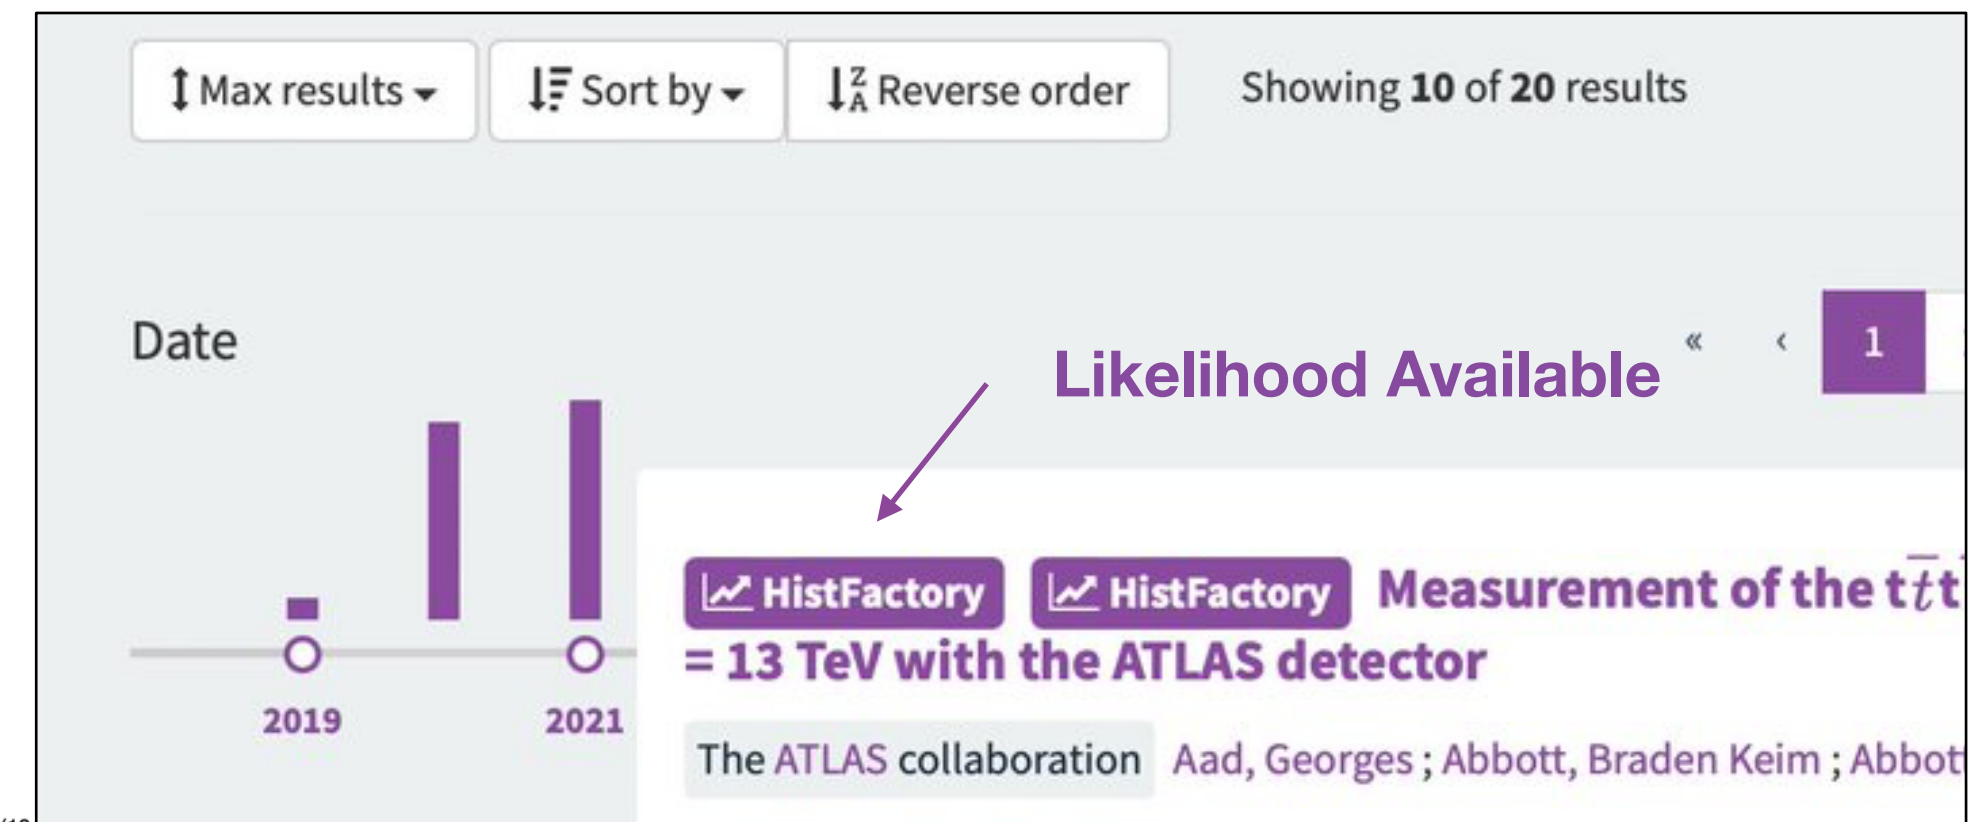 Max results Sort by Reverse order Showing 10 of 20 results
Date
« ‹ 1
Likelihood Available
HistFactory HistFactory Measurement of the tt̄t
= 13 TeV with the ATLAS detector
2019 2021
The ATLAS collaboration Aad, Georges ; Abbott, Braden Keim ; Abbot